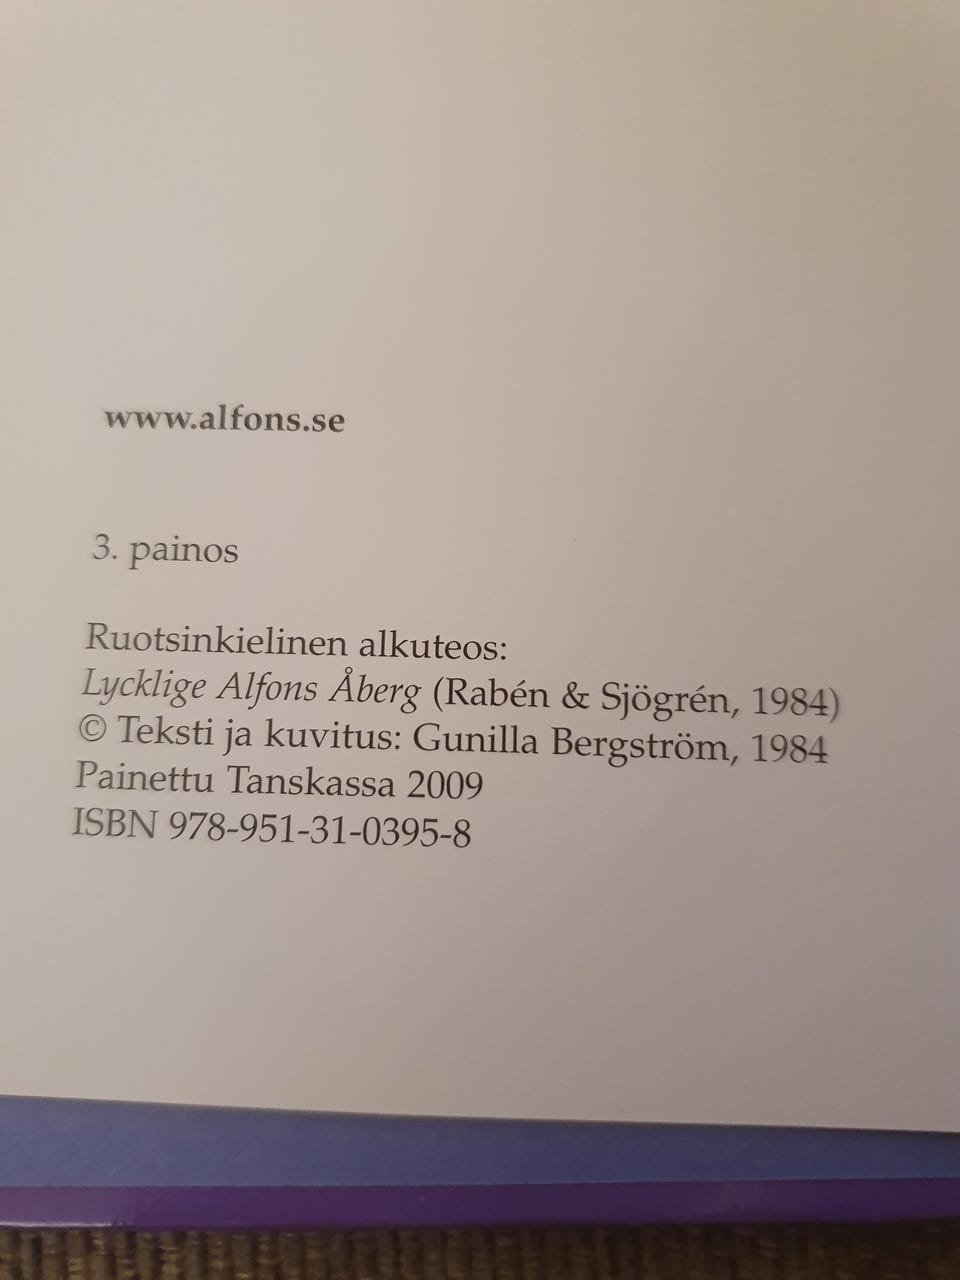 www.alfons.se
3. painos
Ruotsinkielinen alkuteos:
Lycklige Alfons Åberg (Rabén & Sjögrén, 1984)
© Teksti ja kuvitus: Gunilla Bergström, 1984
Painettu Tanskassa 2009
ISBN 978-951-31-0395-8